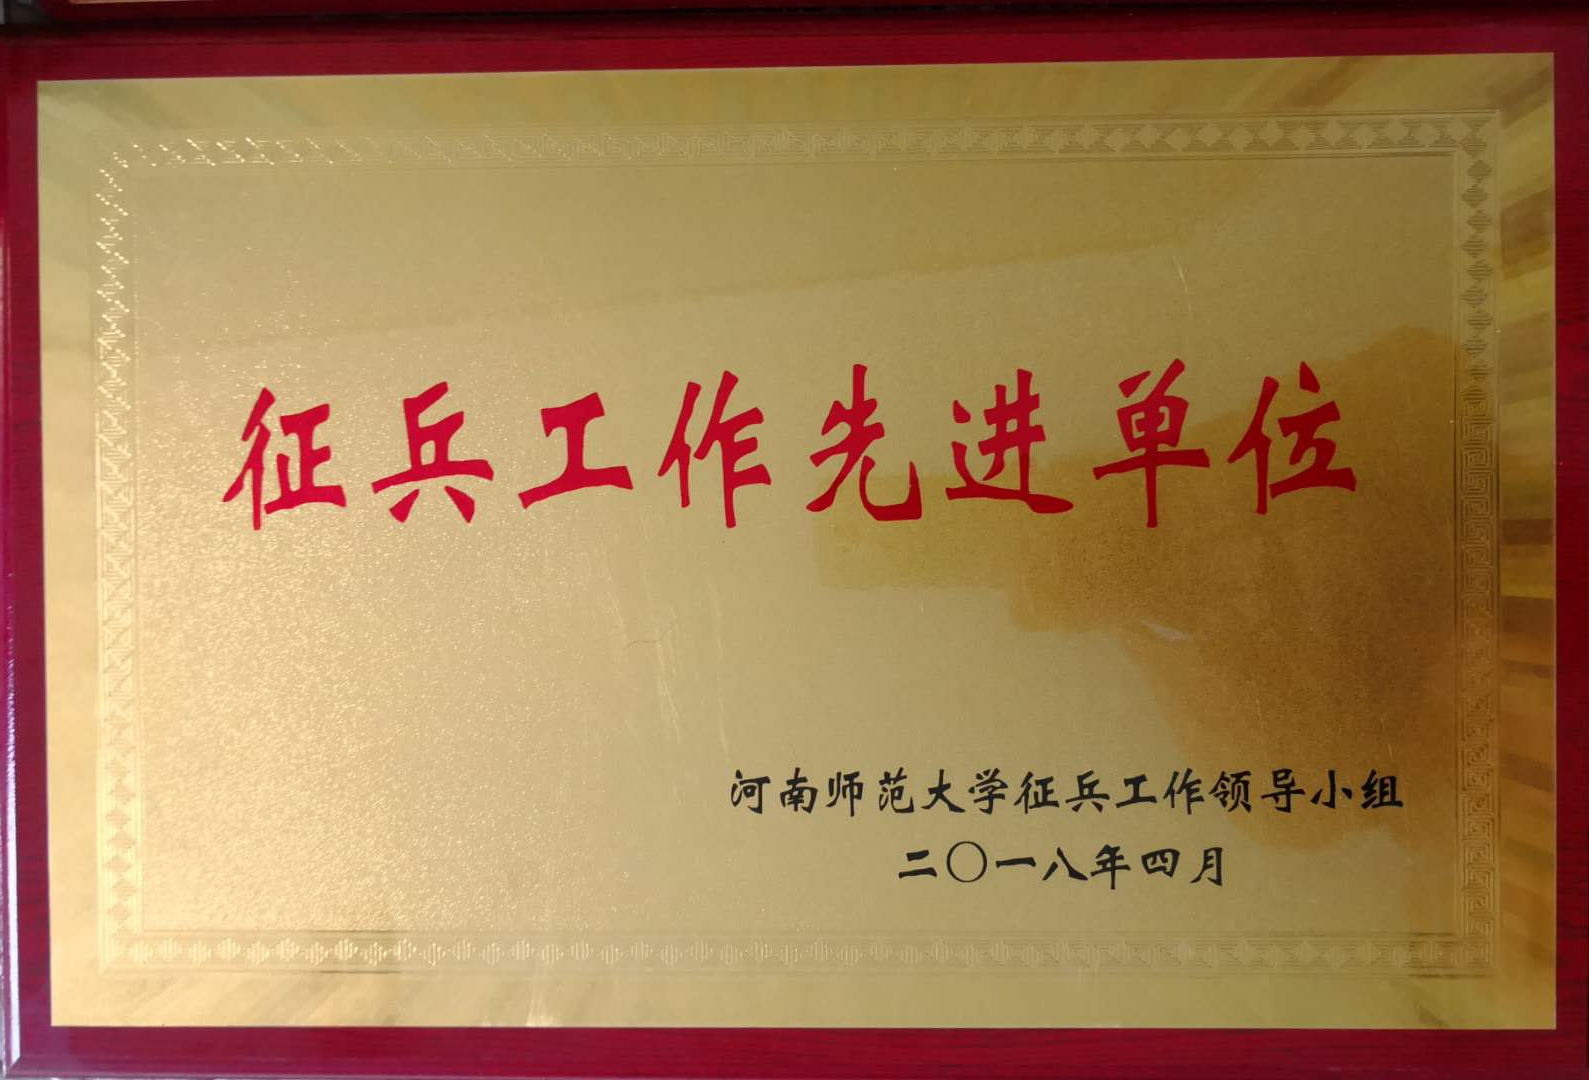 征兵工作先进单位
河南师范大学征兵工作领导小组
二〇一八年四月